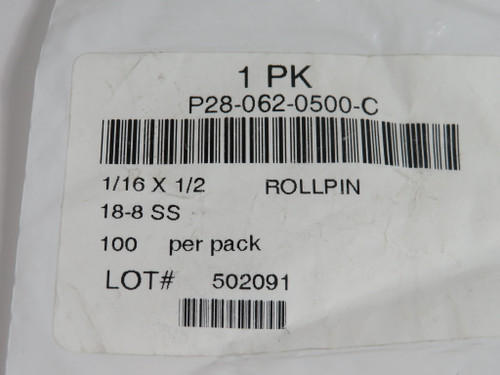 1 PK
P28-062-0500-C
1/16 X 1/2 ROLLPIN
18-8 SS
100 per pack
LOT# 502091